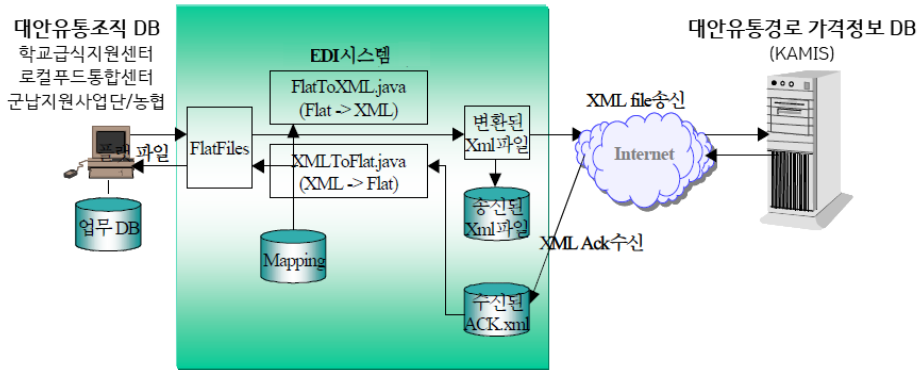 대안유통조직 DB
학교급식지원센터
로컬푸드통합센터
군납지원사업단/농협
파일
업무 DB
EDI시스템
FlatFiles
FlatToXML.java
(Flat -> XML)
XMLToFlat.java
(XML -> Flat)
Mapping
변환된
Xml파일
송신된
Xml파일
수신된
ACK.xml
XML file송신
Internet
XML Ack수신
대안유통경로 가격정보 DB
(KAMIS)